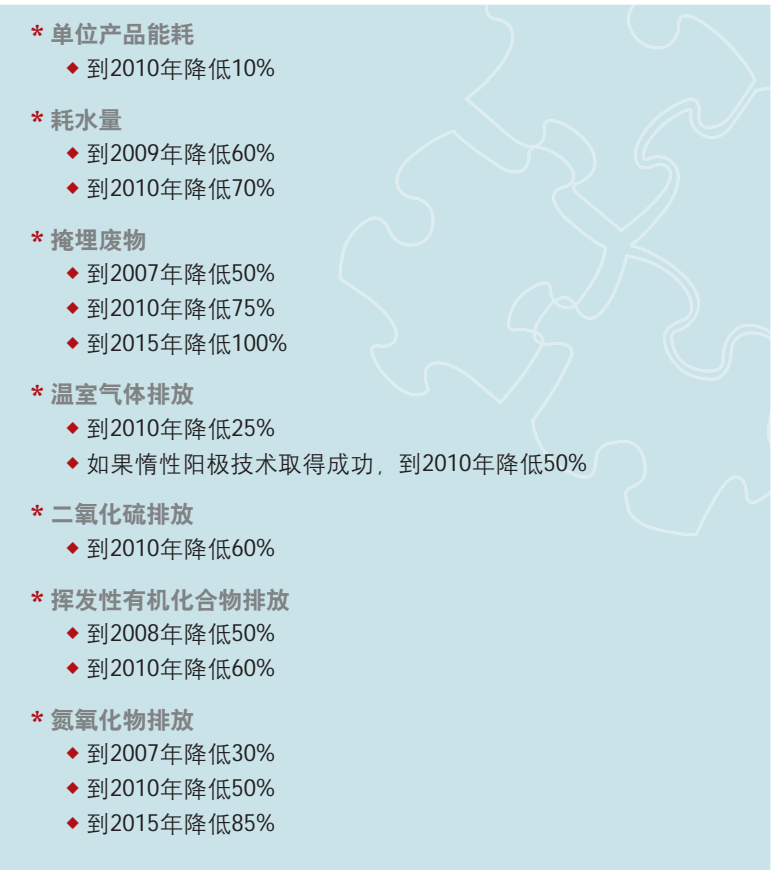 * 单位产品能耗
◆ 到2010年降低10%
* 耗水量
◆ 到2009年降低60%
◆ 到2010年降低70%
* 掩埋废物
◆ 到2007年降低50%
◆ 到2010年降低75%
◆ 到2015年降低100%
* 温室气体排放
◆ 到2010年降低25%
◆ 如果惰性阳极技术取得成功，到2010年降低50%
* 二氧化硫排放
◆ 到2010年降低60%
* 挥发性有机化合物排放
◆ 到2008年降低50%
◆ 到2010年降低60%
* 氮氧化物排放
◆ 到2007年降低30%
◆ 到2010年降低50%
◆ 到2015年降低85%